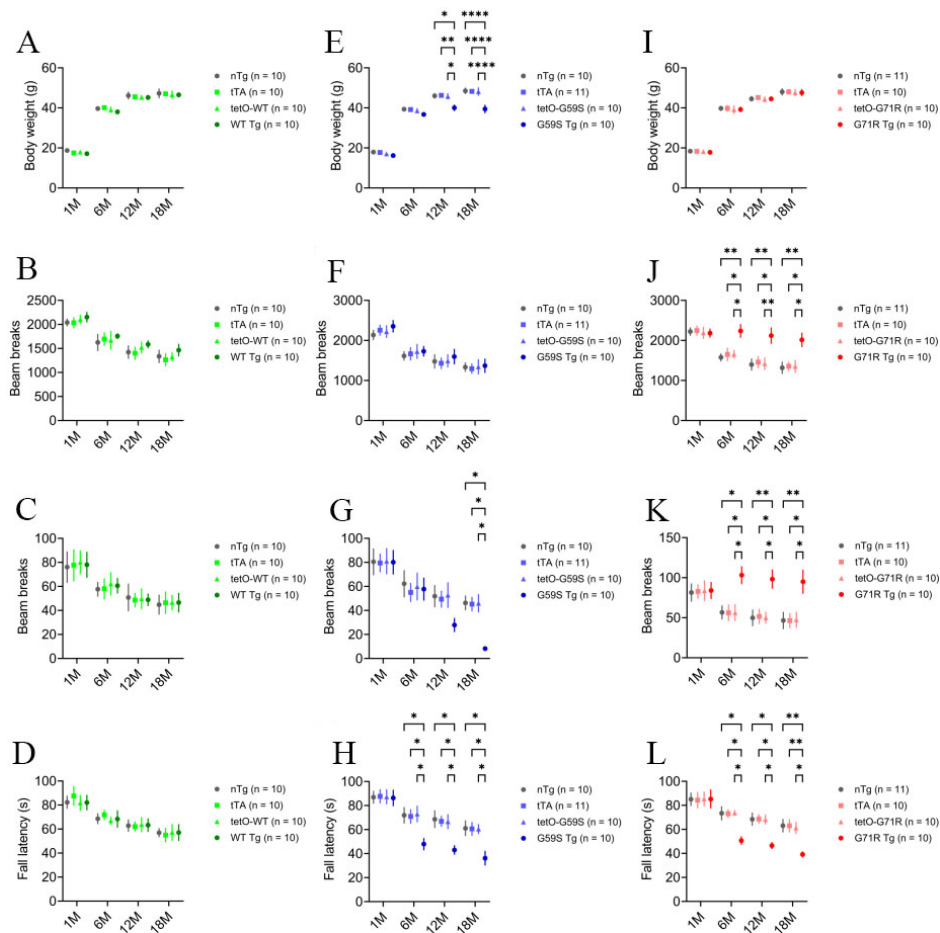 A
Body weight (g)
60
40
20
0
1M 6M 12M 18M
nTg (n = 10)
tTA (n = 10)
tetO-WT (n = 10)
WT Tg (n = 10)
E
* ****
** ****
* ****
Body weight (g)
60
40
20
0
1M 6M 12M 18M
nTg (n = 10)
tTA (n = 11)
tetO-G59S (n = 10)
G59S Tg (n = 10)
I
Body weight (g)
60
40
20
0
1M 6M 12M 18M
nTg (n = 11)
tTA (n = 10)
tetO-G71R (n = 10)
G71R Tg (n = 10)
B
Beam breaks
2500
2000
1500
1000
500
0
1M 6M 12M 18M
nTg (n = 10)
tTA (n = 10)
tetO-WT (n = 10)
WT Tg (n = 10)
F
Beam breaks
3000
2000
1000
0
1M 6M 12M 18M
nTg (n = 10)
tTA (n = 11)
tetO-G59S (n = 10)
G59S Tg (n = 10)
J
** ** **
* * *
* ** *
Beam breaks
3000
2000
1000
0
1M 6M 12M 18M
nTg (n = 11)
tTA (n = 10)
tetO-G71R (n = 10)
G71R Tg (n = 10)
C
Beam breaks
100
80
60
40
20
0
1M 6M 12M 18M
nTg (n = 10)
tTA (n = 10)
tetO-WT (n = 10)
WT Tg (n = 10)
G
*
*
*
Beam breaks
100
80
60
40
20
0
1M 6M 12M 18M
nTg (n = 10)
tTA (n = 11)
tetO-G59S (n = 10)
G59S Tg (n = 10)
K
* ** **
* * *
* * *
Beam breaks
150
100
50
0
1M 6M 12M 18M
nTg (n = 11)
tTA (n = 10)
tetO-G71R (n = 10)
G71R Tg (n = 10)
D
Fall latency (s)
100
80
60
40
20
0
1M 6M 12M 18M
nTg (n = 10)
tTA (n = 10)
tetO-WT (n = 10)
WT Tg (n = 10)
H
* * *
* * *
* * *
Fall latency (s)
100
80
60
40
20
0
1M 6M 12M 18M
nTg (n = 10)
tTA (n = 11)
tetO-G59S (n = 10)
G59S Tg (n = 10)
L
* * **
* * **
* * *
Fall latency (s)
100
80
60
40
20
0
1M 6M 12M 18M
nTg (n = 11)
tTA (n = 10)
tetO-G71R (n = 10)
G71R Tg (n = 10)